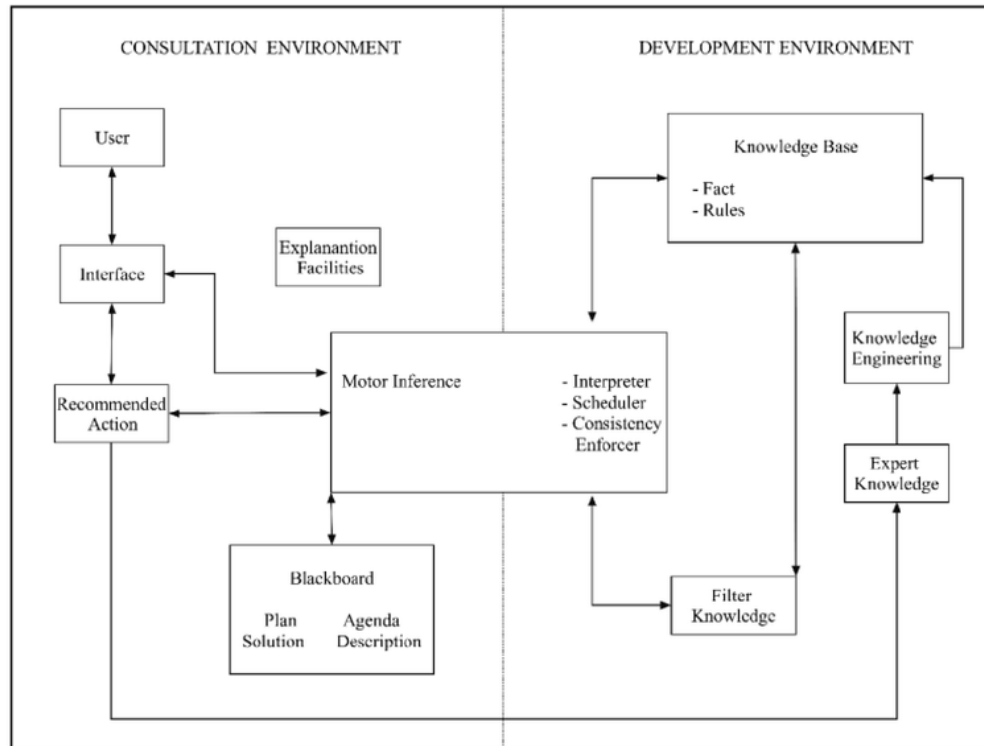 CONSULTATION ENVIRONMENT
DEVELOPMENT ENVIRONMENT
User
Interface
Explanantion
Facilities
Recommended
Action
Motor Inference
- Interpreter
- Scheduler
- Consistency
Enforcer
Blackboard
Plan Agenda
Solution Description
Knowledge Base
- Fact
- Rules
Knowledge
Engineering
Expert
Knowledge
Filter
Knowledge